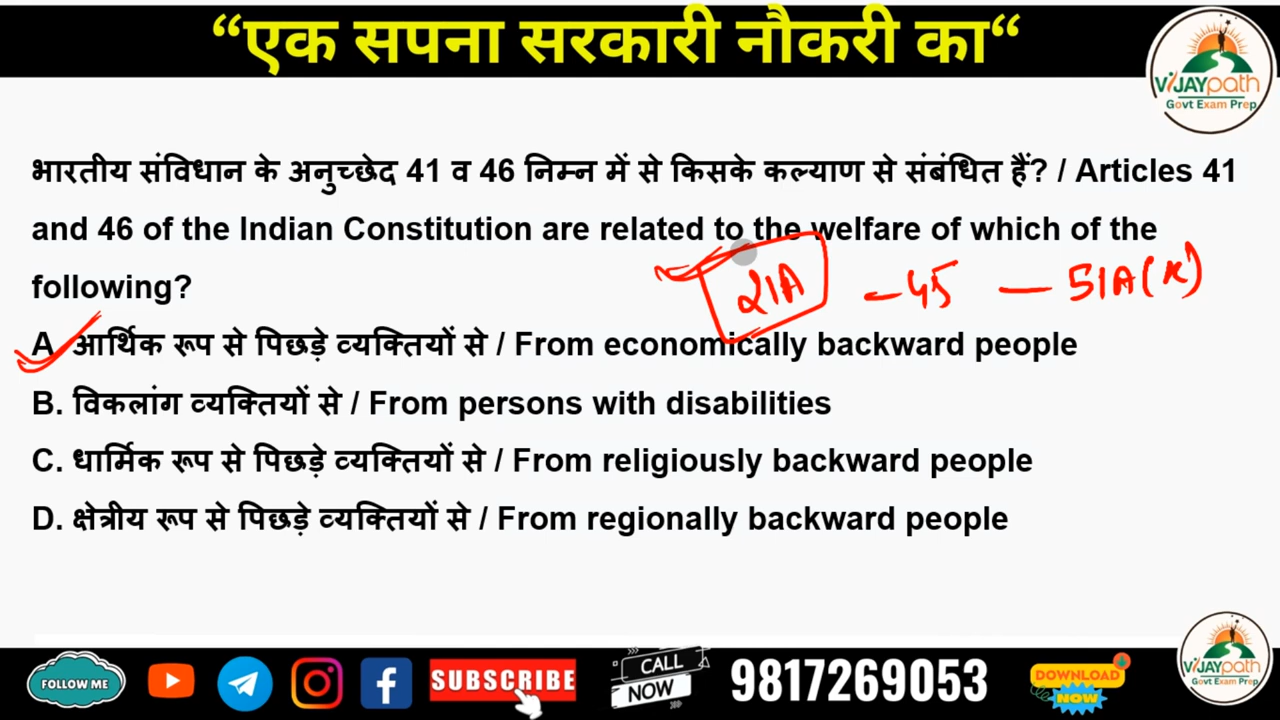 “एक सपना सरकारी नौकरी का“
VIJAYpath
Govt Exam Prep
भारतीय संविधान के अनुच्छेद 41 व 46 निम्न में से किसके कल्याण से संबंधित हैं? / Articles 41
and 46 of the Indian Constitution are related to the welfare of which of the
following?
21A - 45 — 51A(K)
A. आर्थिक रूप से पिछड़े व्यक्तियों से / From economically backward people
B. विकलांग व्यक्तियों से / From persons with disabilities
C. धार्मिक रूप से पिछड़े व्यक्तियों से / From religiously backward people
D. क्षेत्रीय रूप से पिछड़े व्यक्तियों से / From regionally backward people
FOLLOW ME
SUBSCRIBE
CALL
NOW
9817269053
DOWNLOAD
NOW
VIJAYpath
Govt Exam Prep